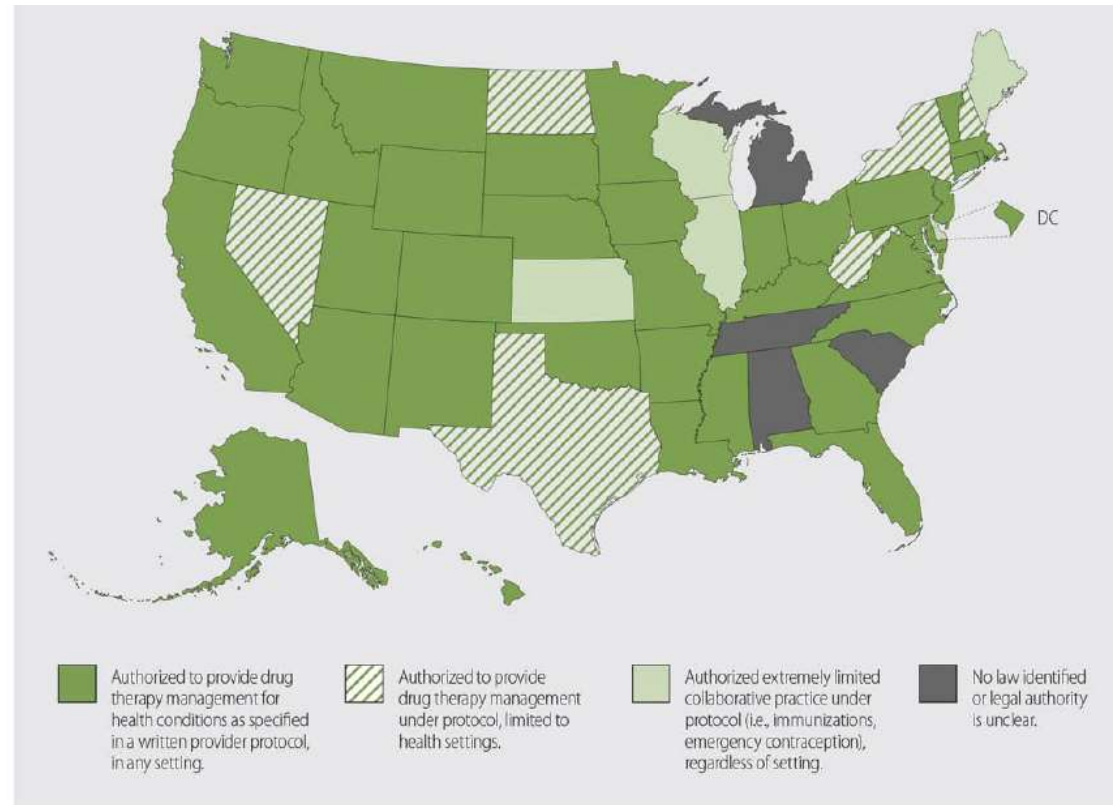 DC
Authorized to provide drug
therapy management for
health conditions as specified
in a written provider protocol,
in any setting.
Authorized to provide
drug therapy management
under protocol, limited to
health settings.
Authorized extremely limited
collaborative practice under
protocol (i.e., immunizations,
emergency contraception),
regardless of setting.
No law identified
or legal authority
is unclear.